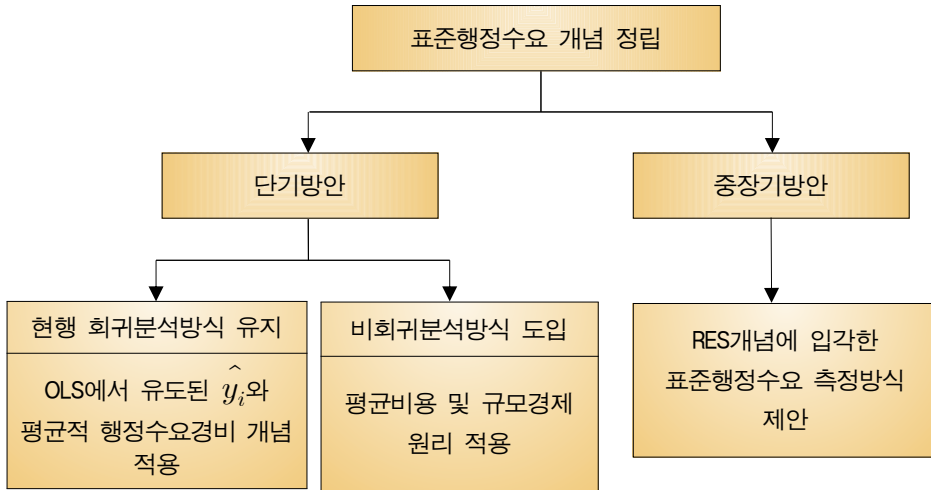 표준행정수요 개념 정립
단기방안
중장기방안
현행 회귀분석방식 유지
OLS에서 유도된 $\hat{y_i}$와
평균적 행정수요경비 개념
적용
비회귀분석방식 도입
평균비용 및 규모경제
원리 적용
RES개념에 입각한
표준행정수요 측정방식
제안